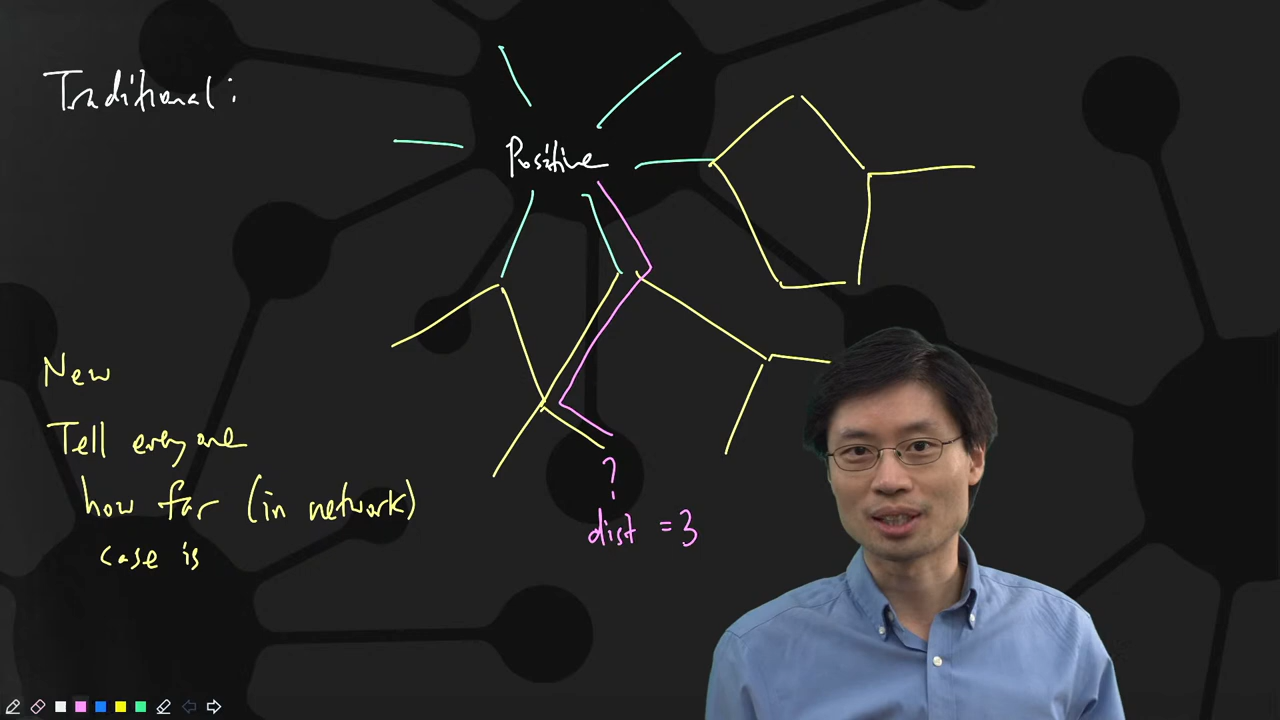 Traditional:
Positive
New
Tell everyone
how far (in network)
case is
?
dist = 3